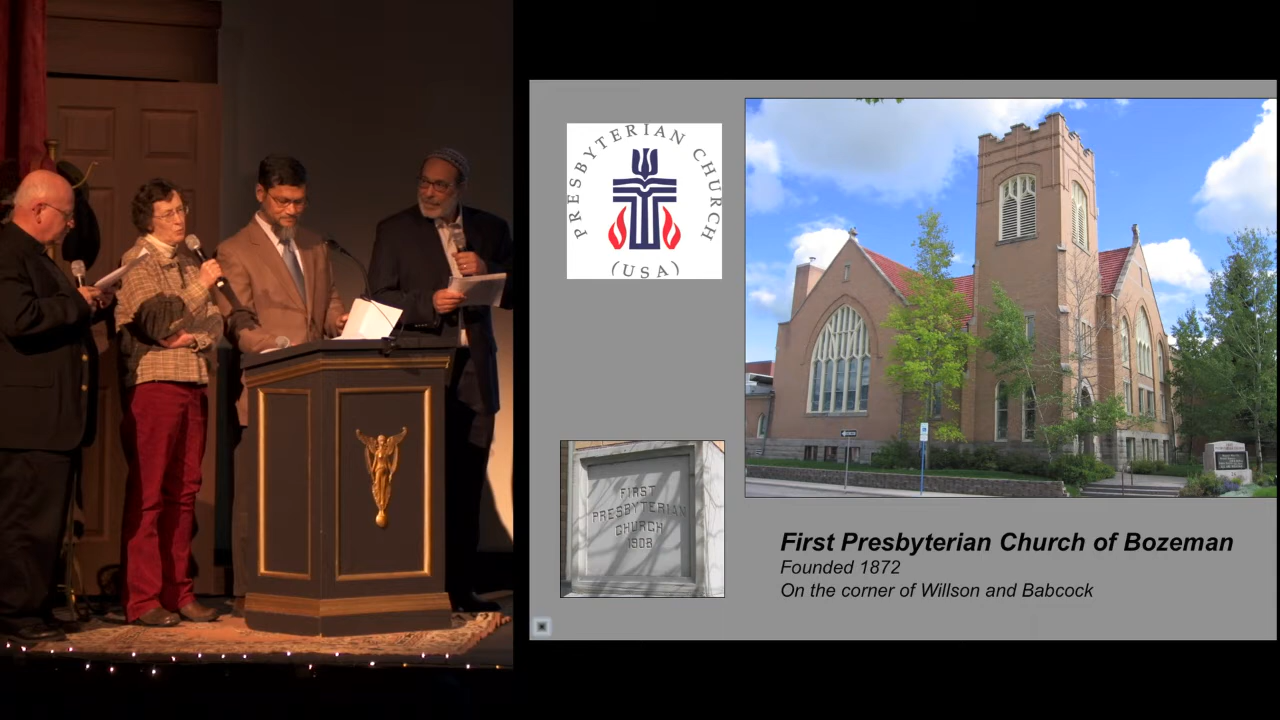 PRESBYTERIAN CHURCH
(USA)
FIRST
PRESBYTERIAN
CHURCH
1908
First Presbyterian Church of Bozeman
Founded 1872
On the corner of Willson and Babcock